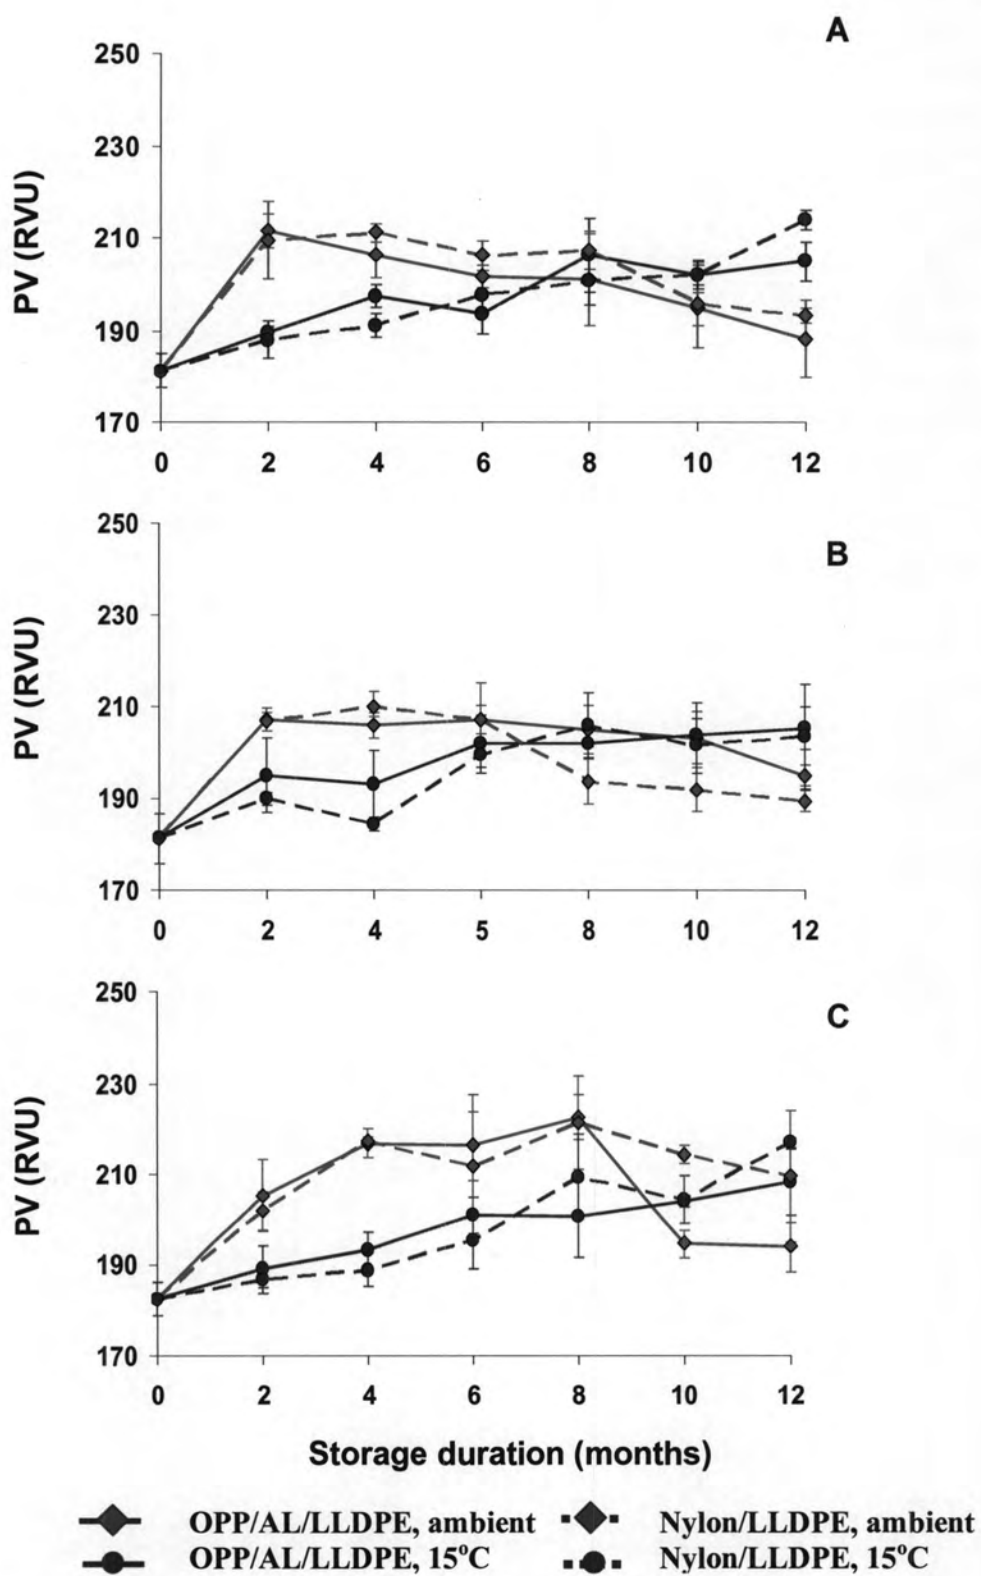 A
250
230
210
190
170
PV (RVU)
0 2 4 6 8 10 12
B
250
230
210
190
170
PV (RVU)
0 2 4 5 8 10 12
C
250
230
210
190
170
PV (RVU)
0 2 4 6 8 10 12
Storage duration (months)
OPP/AL/LLDPE, ambient Nylon/LLDPE, ambient
OPP/AL/LLDPE, 15°C Nylon/LLDPE, 15°C